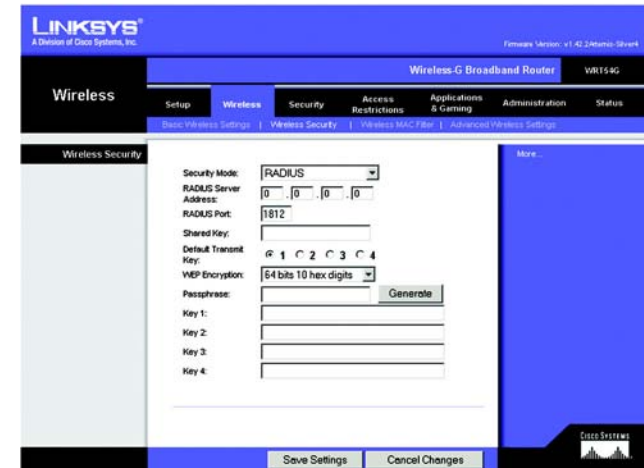 LINKSYS®
A Division of Cisco Systems, Inc.
Firmware Version: v1.42.2Artemis-Silver4
Wireless-G Broadband Router WRT54G
Wireless
Setup Wireless Security Access Restrictions Applications & Gaming Administration Status
Basic Wireless Settings | Wireless Security | Wireless MAC Filter | Advanced Wireless Settings
Wireless Security
More...
Security Mode: RADIUS
RADIUS Server Address: 0 . 0 . 0 . 0
RADIUS Port: 1812
Shared Key:
Default Transmit Key: 1 2 3 4
WEP Encryption: 64 bits 10 hex digits
Passphrase: Generate
Key 1:
Key 2:
Key 3:
Key 4:
CISCO SYSTEMS
Save Settings Cancel Changes